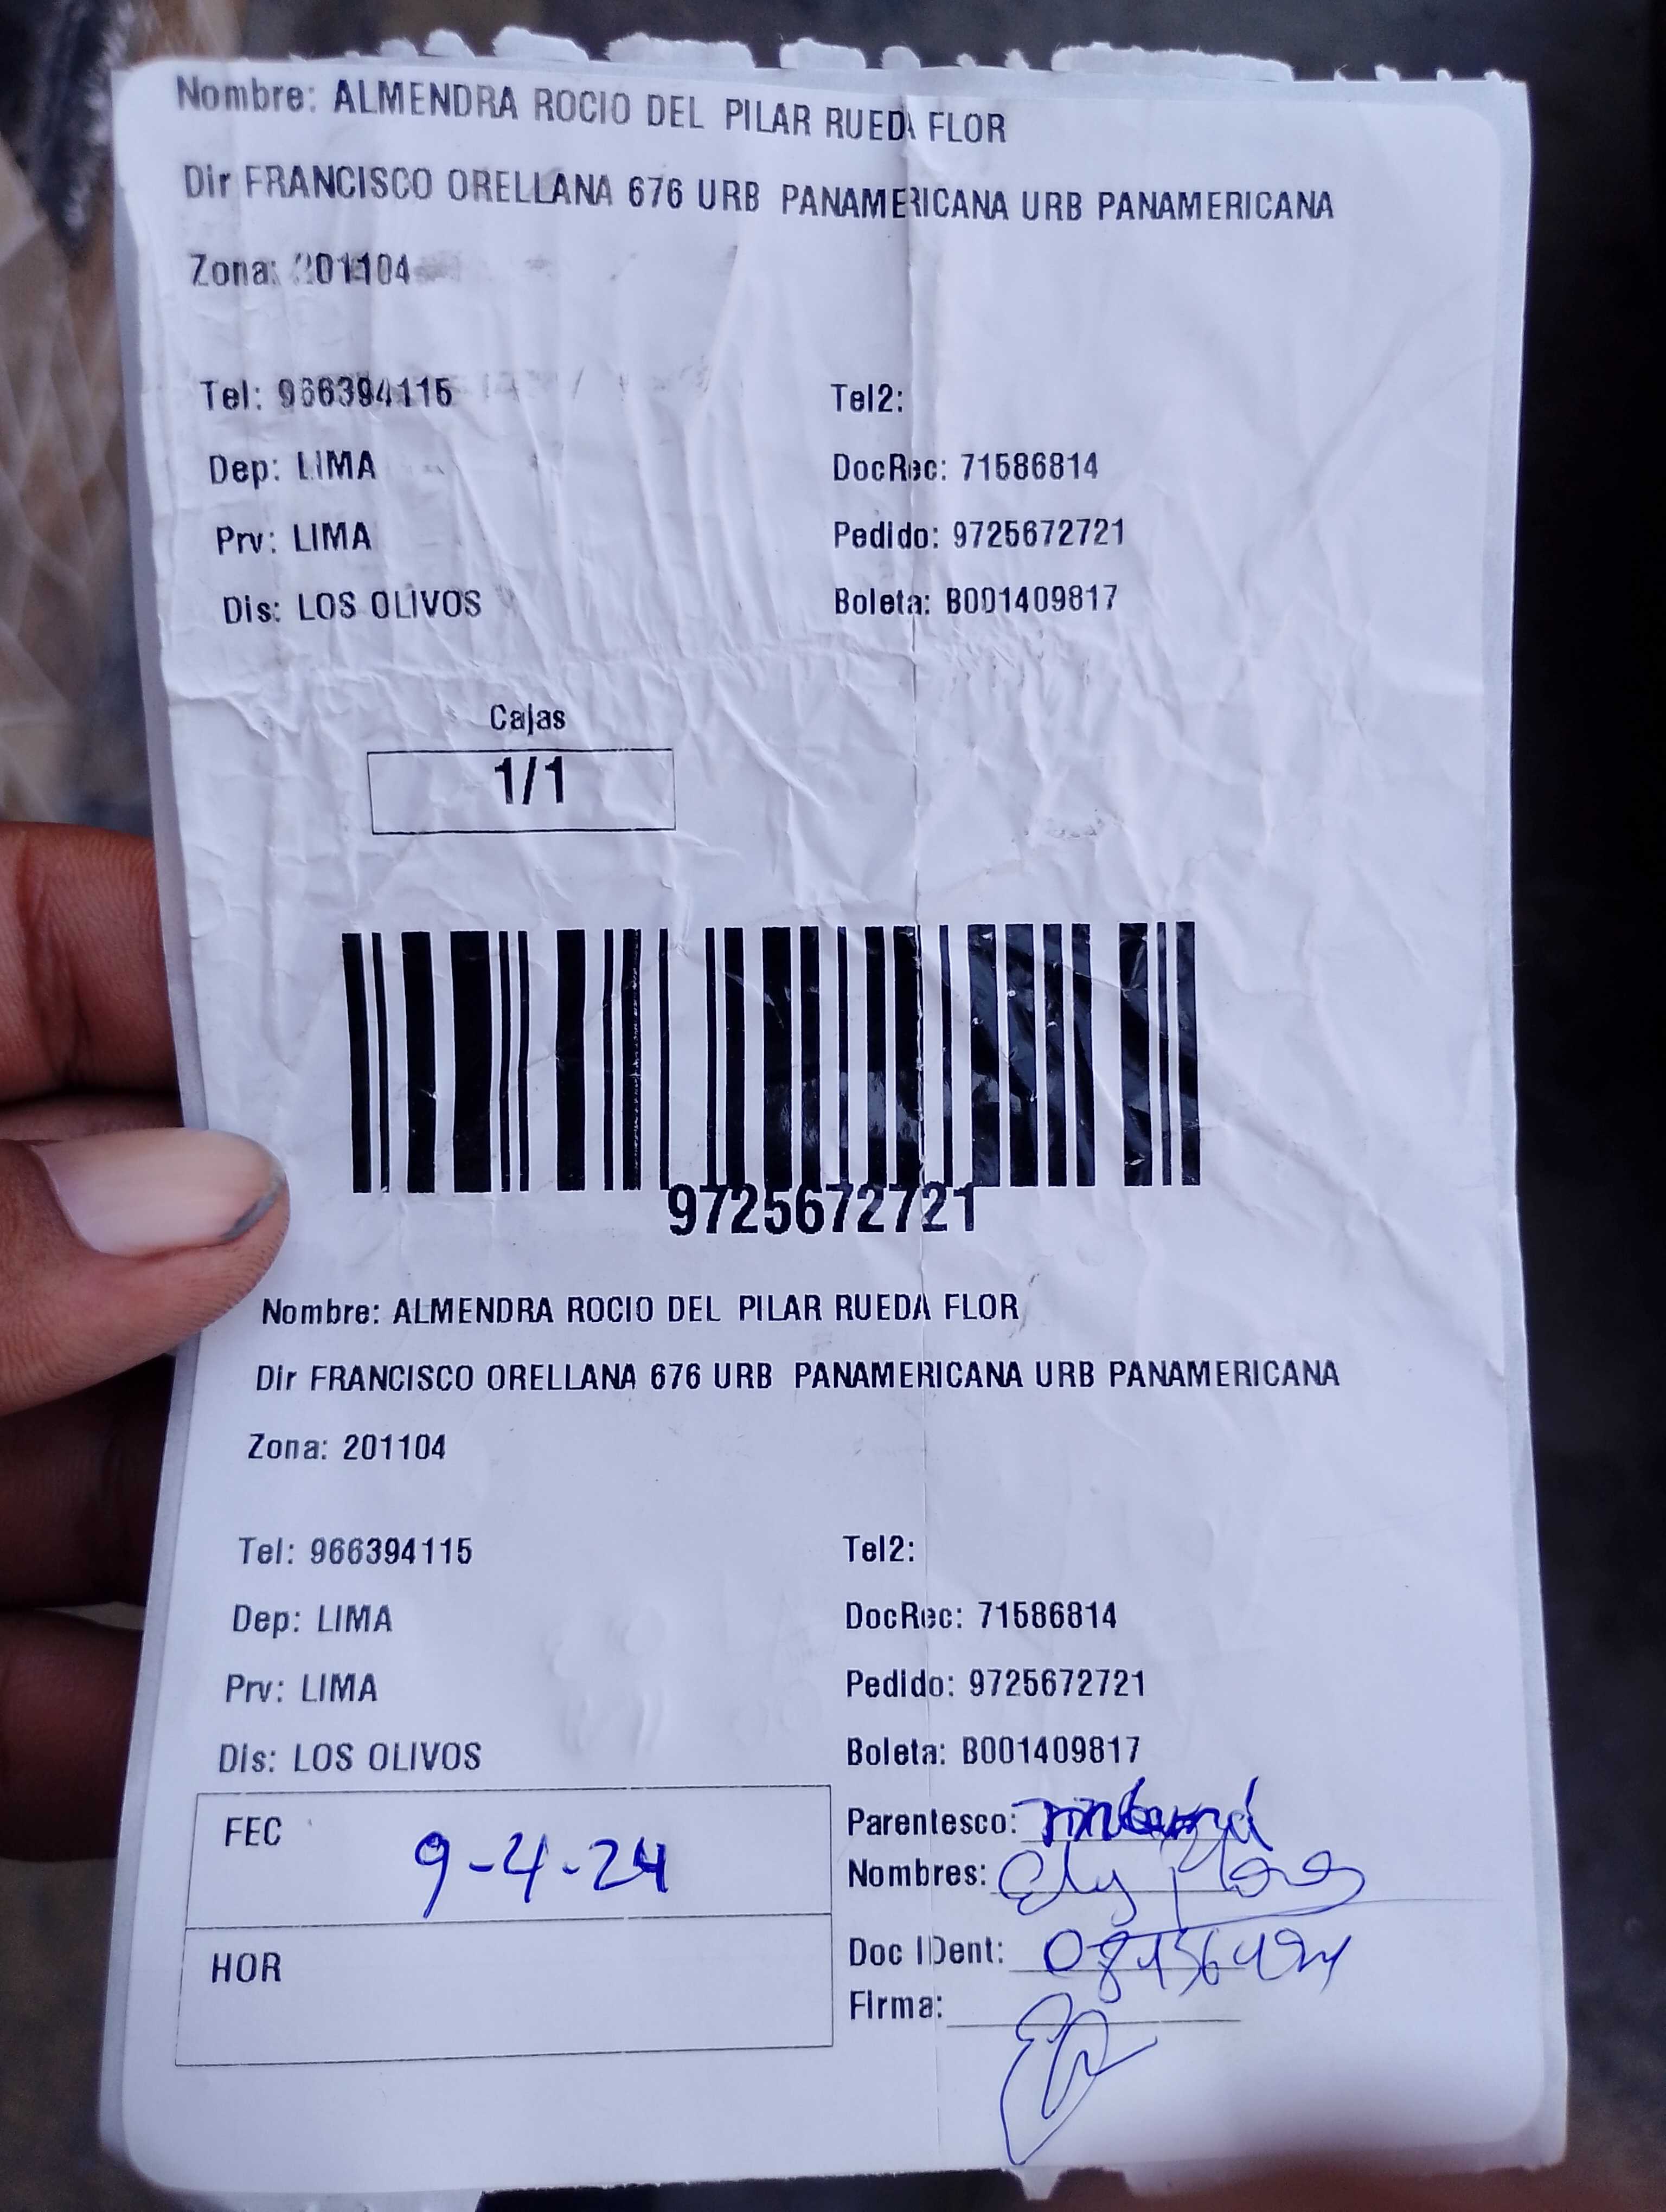 Nombre: ALMENDRA ROCIO DEL PILAR RUEDA FLOR
Dir FRANCISCO ORELLANA 676 URB PANAMERICANA URB PANAMERICANA
Zona: 201104
Tel: 966394115 Tel2:
Dep: LIMA DocRec: 71586814
Prv: LIMA Pedido: 9725672721
Dis: LOS OLIVOS Boleta: B001409817
Cajas
1/1
9725672721
Nombre: ALMENDRA ROCIO DEL PILAR RUEDA FLOR
Dir FRANCISCO ORELLANA 676 URB PANAMERICANA URB PANAMERICANA
Zona: 201104
Tel: 966394115 Tel2:
Dep: LIMA DocRec: 71586814
Prv: LIMA Pedido: 9725672721
Dis: LOS OLIVOS Boleta: B001409817
FEC 9-4-24
HOR
Parentesco:
Nombres: Ely
Doc IDent:
Firma: